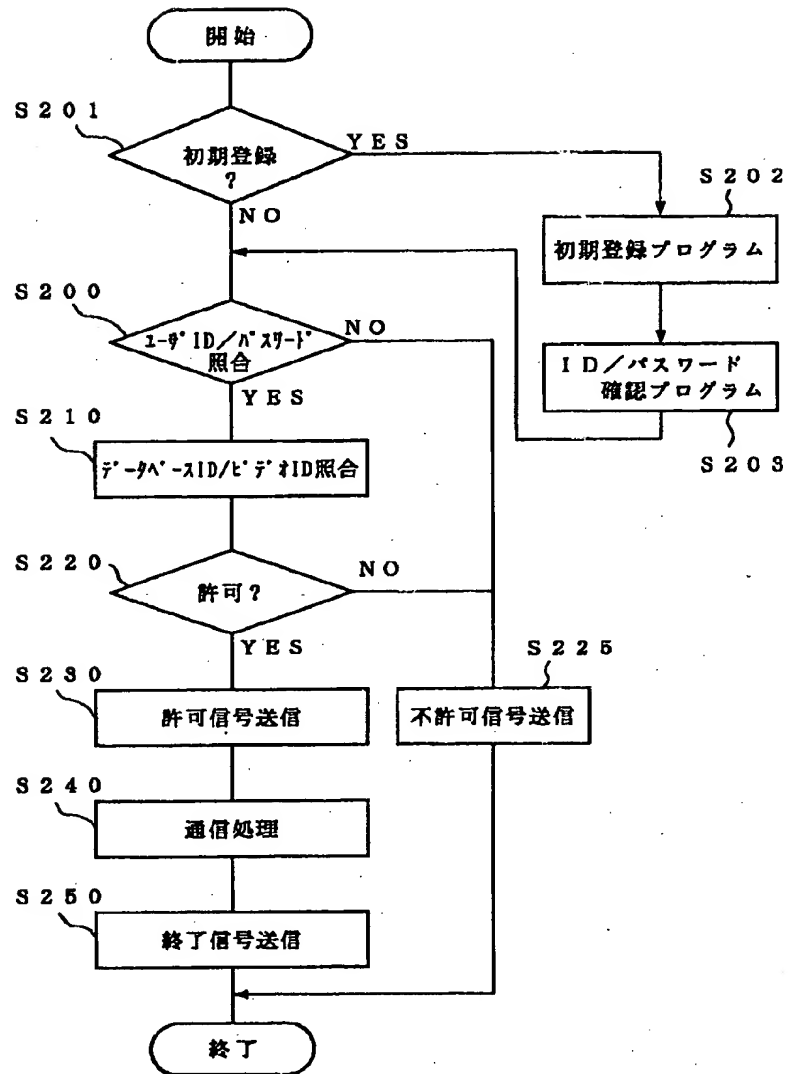 開始
S201
初期登録
?
YES
NO
S202
初期登録プログラム
ID/パスワード
確認プログラム
S203
S200
ユーザID/パスワード
照合
NO
YES
S210
データベースID/ビデオID照合
S220
許可?
NO
YES
S225
不許可信号送信
S230
許可信号送信
S240
通信処理
S250
終了信号送信
終了